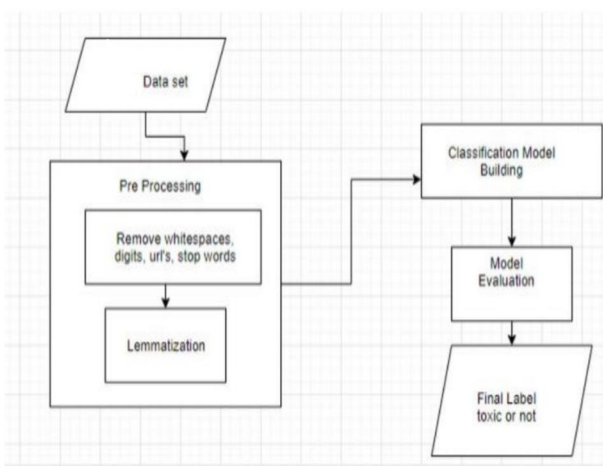 Data set
Pre Processing
Remove whitespaces,
digits, url's, stop words
Lemmatization
Classification Model
Building
Model
Evaluation
Final Label
toxic or not